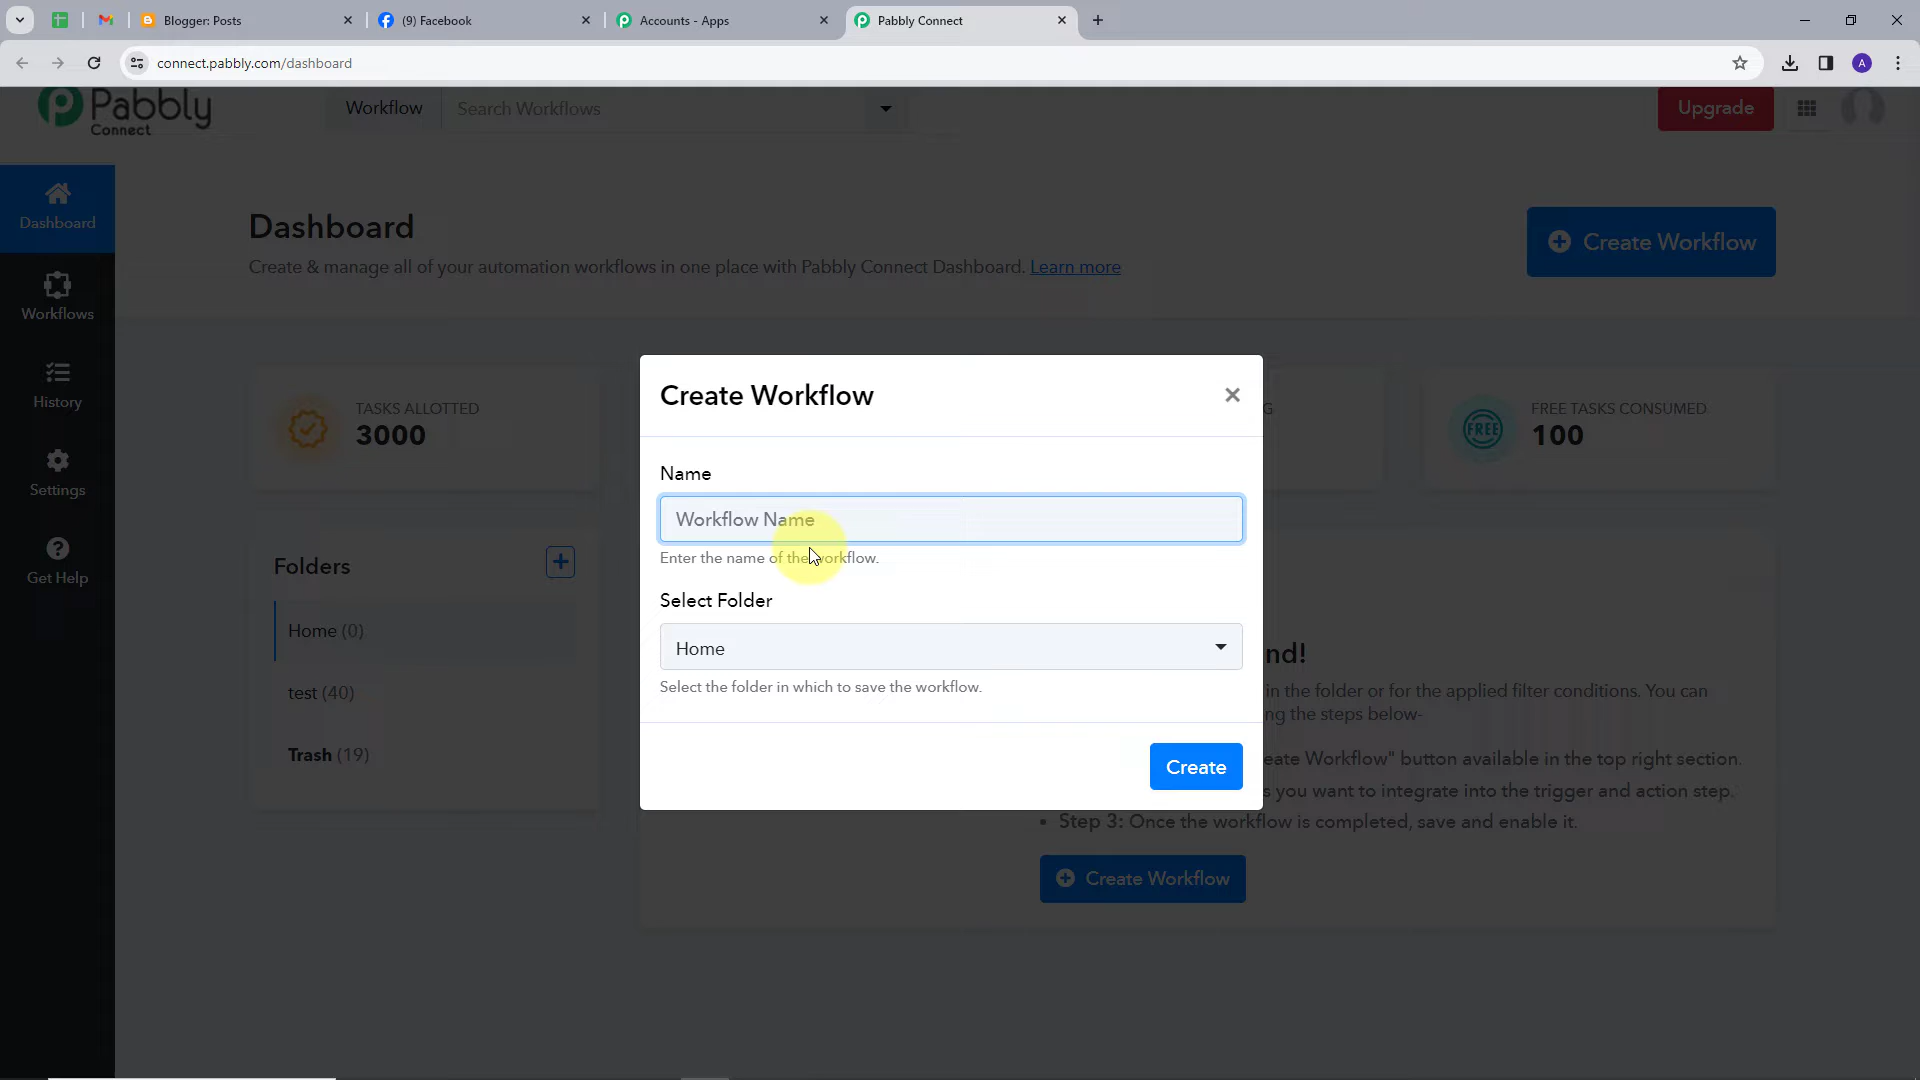 Blogger: Posts
(9) Facebook
Accounts - Apps
Pabbly Connect
connect.pabbly.com/dashboard
A
Pabbly
Connect
Workflow
Search Workflows
Upgrade
Dashboard
Workflows
History
Settings
Get Help
Dashboard
Create & manage all of your automation workflows in one place with Pabbly Connect Dashboard. Learn more
Create Workflow
TASKS ALLOTTED
3000
G
FREE
FREE TASKS CONSUMED
100
Folders
Home (0)
test (40)
Trash (19)
Create Workflow
Name
Workflow Name
Enter the name of the workflow.
Select Folder
Home
Select the folder in which to save the workflow.
Create
nd!
in the folder or for the applied filter conditions. You can
ng the steps below-
eate Workflow" button available in the top right section.
s you want to integrate into the trigger and action step.
Step 3: Once the workflow is completed, save and enable it.
Create Workflow